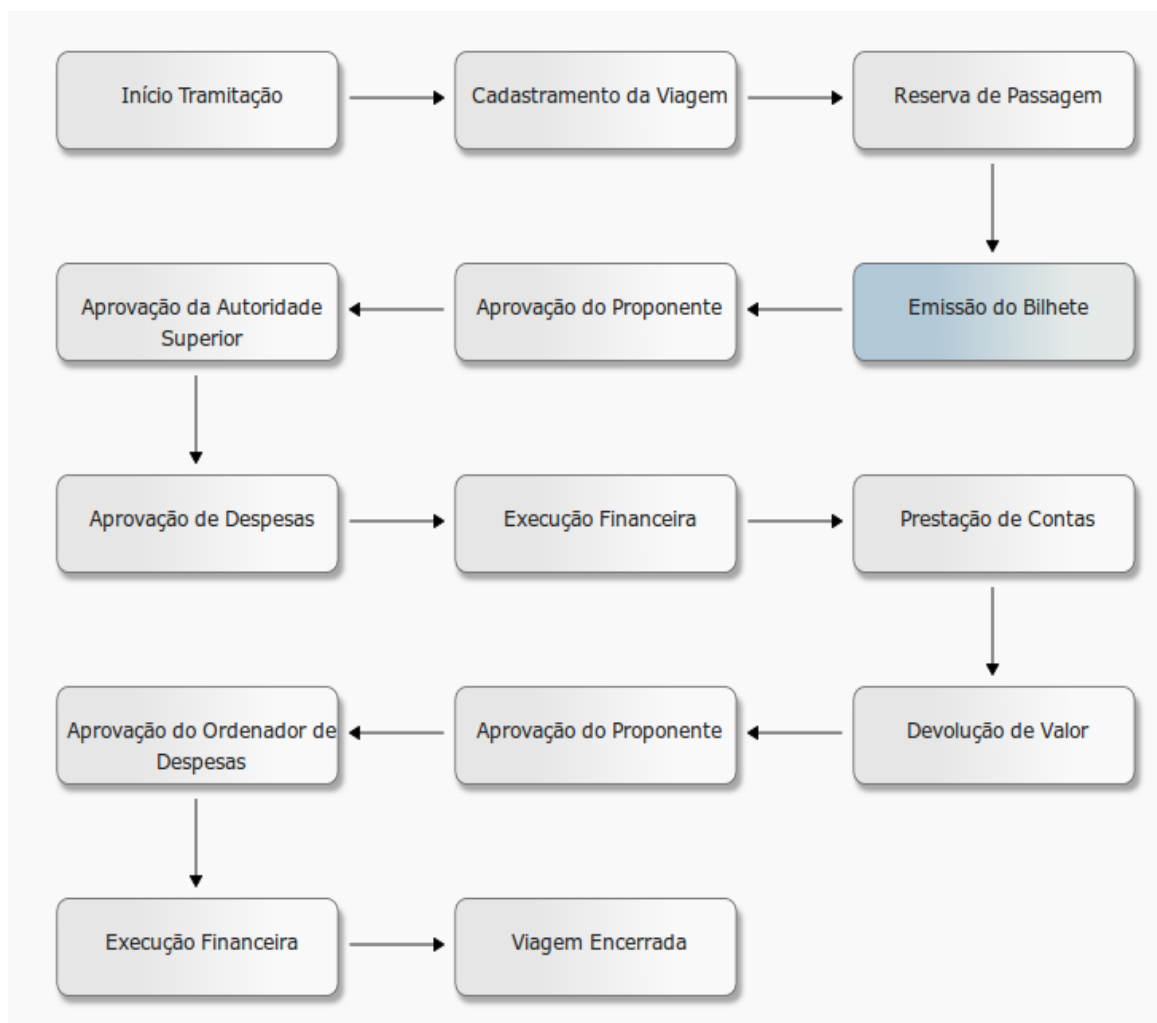 Início Tramitação
Cadastramento da Viagem
Reserva de Passagem
Emissão do Bilhete
Aprovação do Proponente
Aprovação da Autoridade
Superior
Aprovação de Despesas
Execução Financeira
Prestação de Contas
Devolução de Valor
Aprovação do Proponente
Aprovação do Ordenador de
Despesas
Execução Financeira
Viagem Encerrada